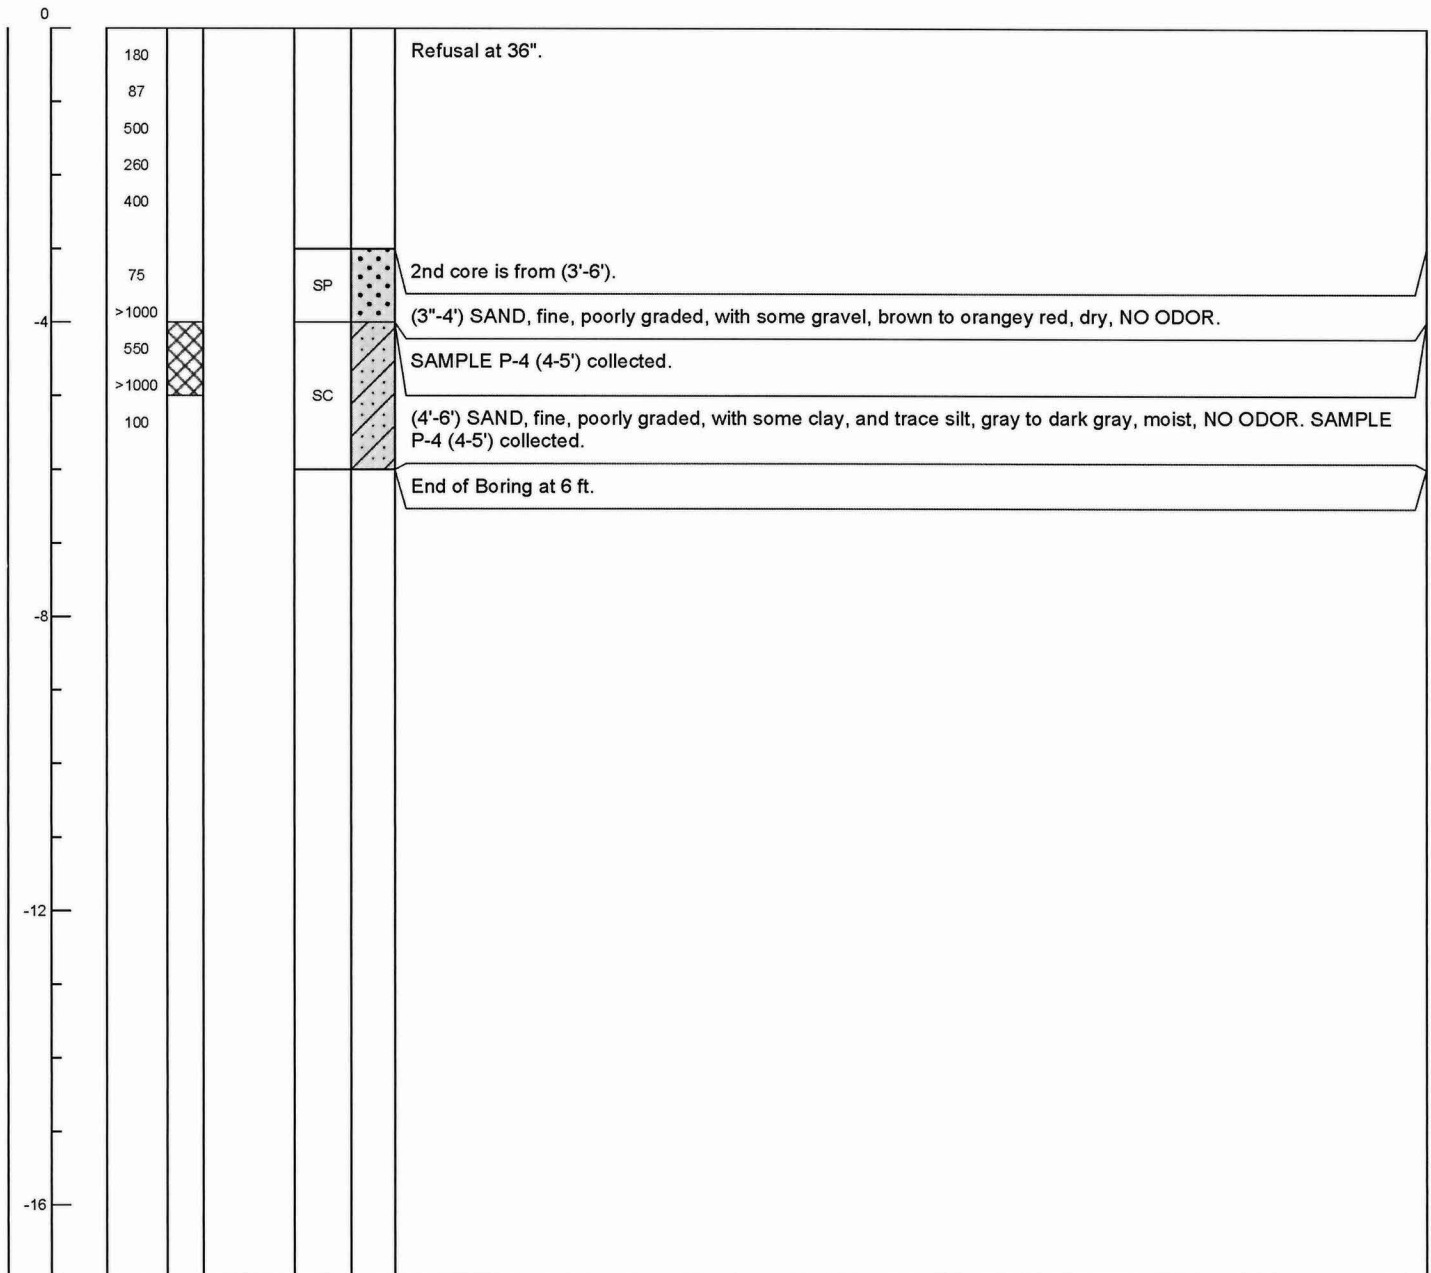 0
180
Refusal at 36".
87
500
260
400
75
SP
2nd core is from (3'-6').
>1000
-4
(3"-4') SAND, fine, poorly graded, with some gravel, brown to orangey red, dry, NO ODOR.
550
SAMPLE P-4 (4-5') collected.
>1000
SC
100
(4'-6') SAND, fine, poorly graded, with some clay, and trace silt, gray to dark gray, moist, NO ODOR. SAMPLE
P-4 (4-5') collected.
End of Boring at 6 ft.
-8
-12
-16